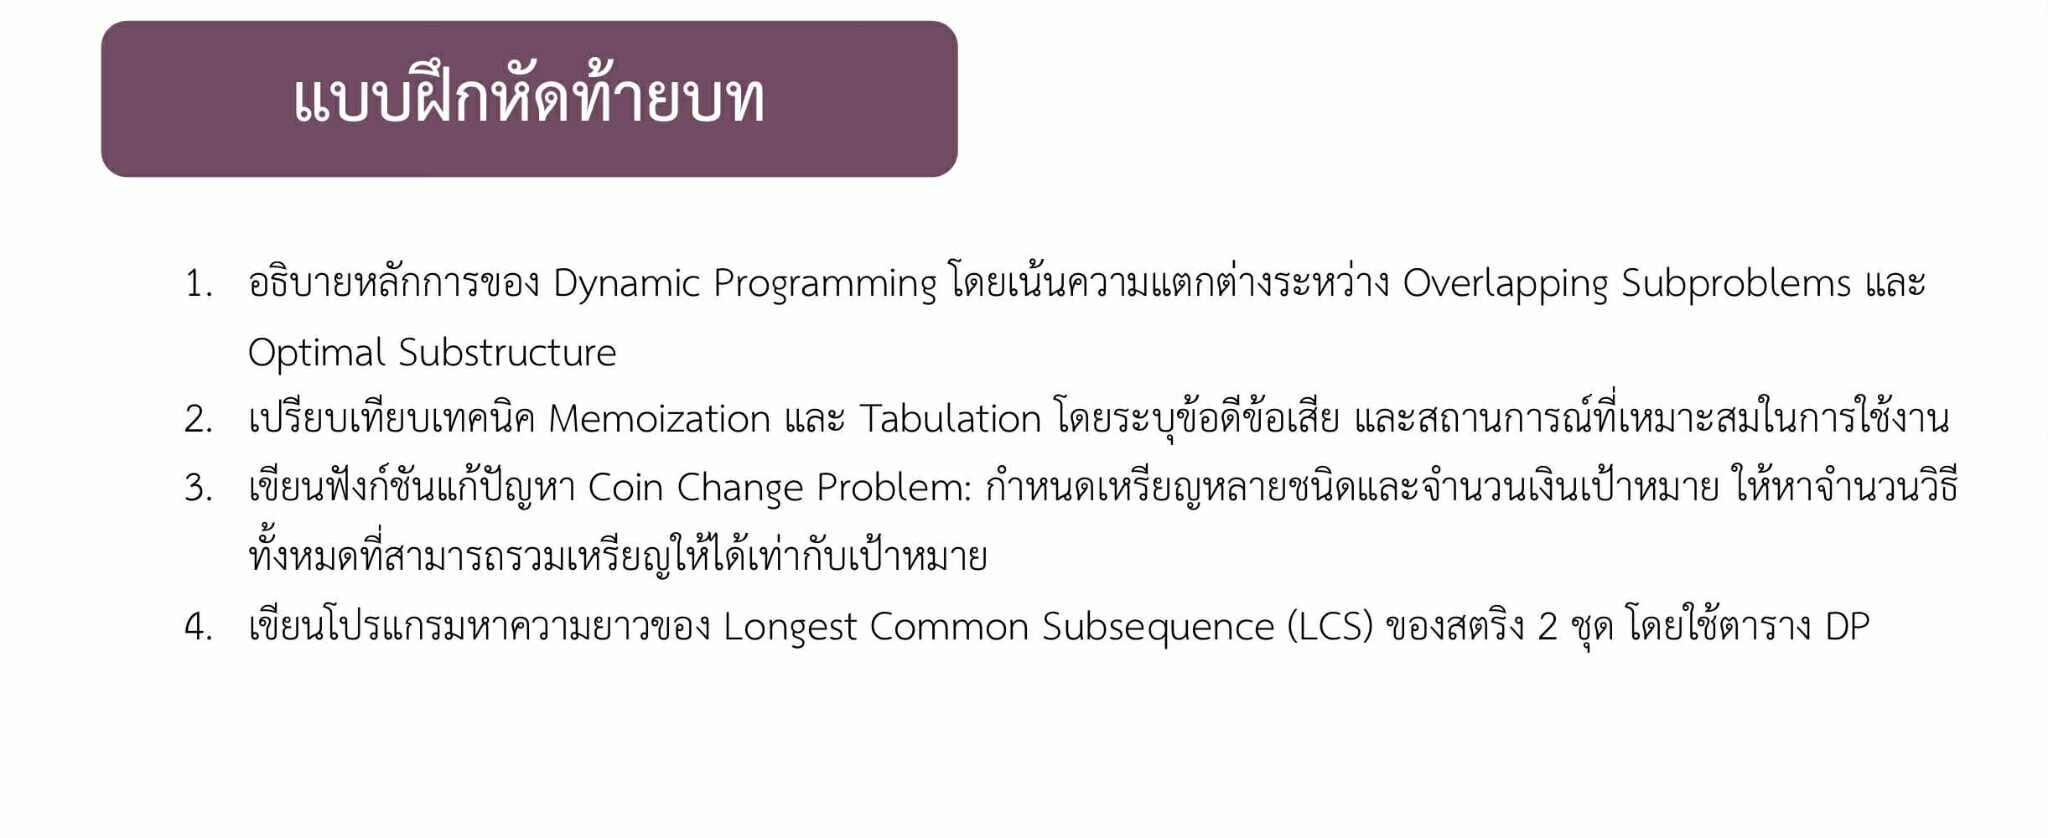 แบบฝึกหัดท้ายบท
1. อธิบายหลักการของ Dynamic Programming โดยเน้นความแตกต่างระหว่าง Overlapping Subproblems และ
Optimal Substructure
2. เปรียบเทียบเทคนิค Memoization และ Tabulation โดยระบุข้อดีข้อเสีย และสถานการณ์ที่เหมาะสมในการใช้งาน
3. เขียนฟังก์ชันแก้ปัญหา Coin Change Problem: กำหนดเหรียญหลายชนิดและจำนวนเงินเป้าหมาย ให้หาจำนวนวิธี
ทั้งหมดที่สามารถรวมเหรียญให้ได้เท่ากับเป้าหมาย
4. เขียนโปรแกรมหาความยาวของ Longest Common Subsequence (LCS) ของสตริง 2 ชุด โดยใช้ตาราง DP